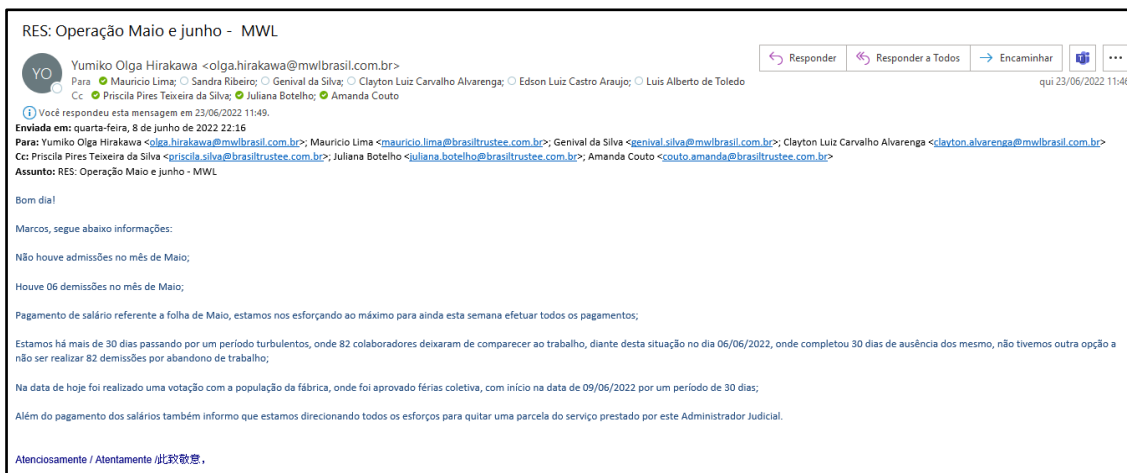 RES: Operação Maio e junho - MWL
YO
Yumiko Olga Hirakawa <olga.hirakawa@mwlbrasil.com.br>
Para Mauricio Lima; Sandra Ribeiro; Genival da Silva; Clayton Luiz Carvalho Alvarenga; Edson Luiz Castro Araujo; Luis Alberto de Toledo
Cc Priscila Pires Teixeira da Silva; Juliana Botelho; Amanda Couto
Responder
Responder a Todos
Encaminhar
qui 23/06/2022 11:46
Você respondeu esta mensagem em 23/06/2022 11:49.
Enviada em: quarta-feira, 8 de junho de 2022 22:16
Para: Yumiko Olga Hirakawa <olga.hirakawa@mwlbrasil.com.br>; Mauricio Lima <mauricio.lima@brasiltrustee.com.br>; Genival da Silva <genival.silva@mwlbrasil.com.br>; Clayton Luiz Carvalho Alvarenga <clayton.alvarenga@mwlbrasil.com.br>
Cc: Priscila Pires Teixeira da Silva <priscila.silva@brasiltrustee.com.br>; Juliana Botelho <juliana.botelho@brasiltrustee.com.br>; Amanda Couto <couto.amanda@brasiltrustee.com.br>
Assunto: RES: Operação Maio e junho - MWL
Bom dia!
Marcos, segue abaixo informações:
Não houve admissões no mês de Maio;
Houve 06 demissões no mês de Maio;
Pagamento de salário referente a folha de Maio, estamos nos esforçando ao máximo para ainda esta semana efetuar todos os pagamentos;
Estamos há mais de 30 dias passando por um período turbulentos, onde 82 colaboradores deixaram de comparecer ao trabalho, diante desta situação no dia 06/06/2022, onde completou 30 dias de ausência dos mesmo, não tivemos outra opção a
não ser realizar 82 demissões por abandono de trabalho;
Na data de hoje foi realizado uma votação com a população da fábrica, onde foi aprovado férias coletiva, com início na data de 09/06/2022 por um período de 30 dias;
Além do pagamento dos salários também informo que estamos direcionando todos os esforços para quitar uma parcela do serviço prestado por este Administrador Judicial.
Atenciosamente / Atentamente /此致敬意，